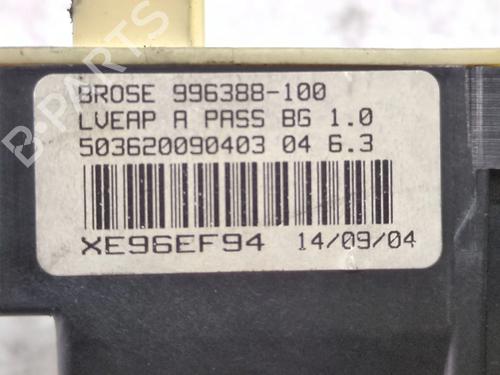 BROSE 996388-100
LVEAP A PASS BG 1.0
503620090403 04 6.3
XE96EF94 14/09/04
B-PARTS